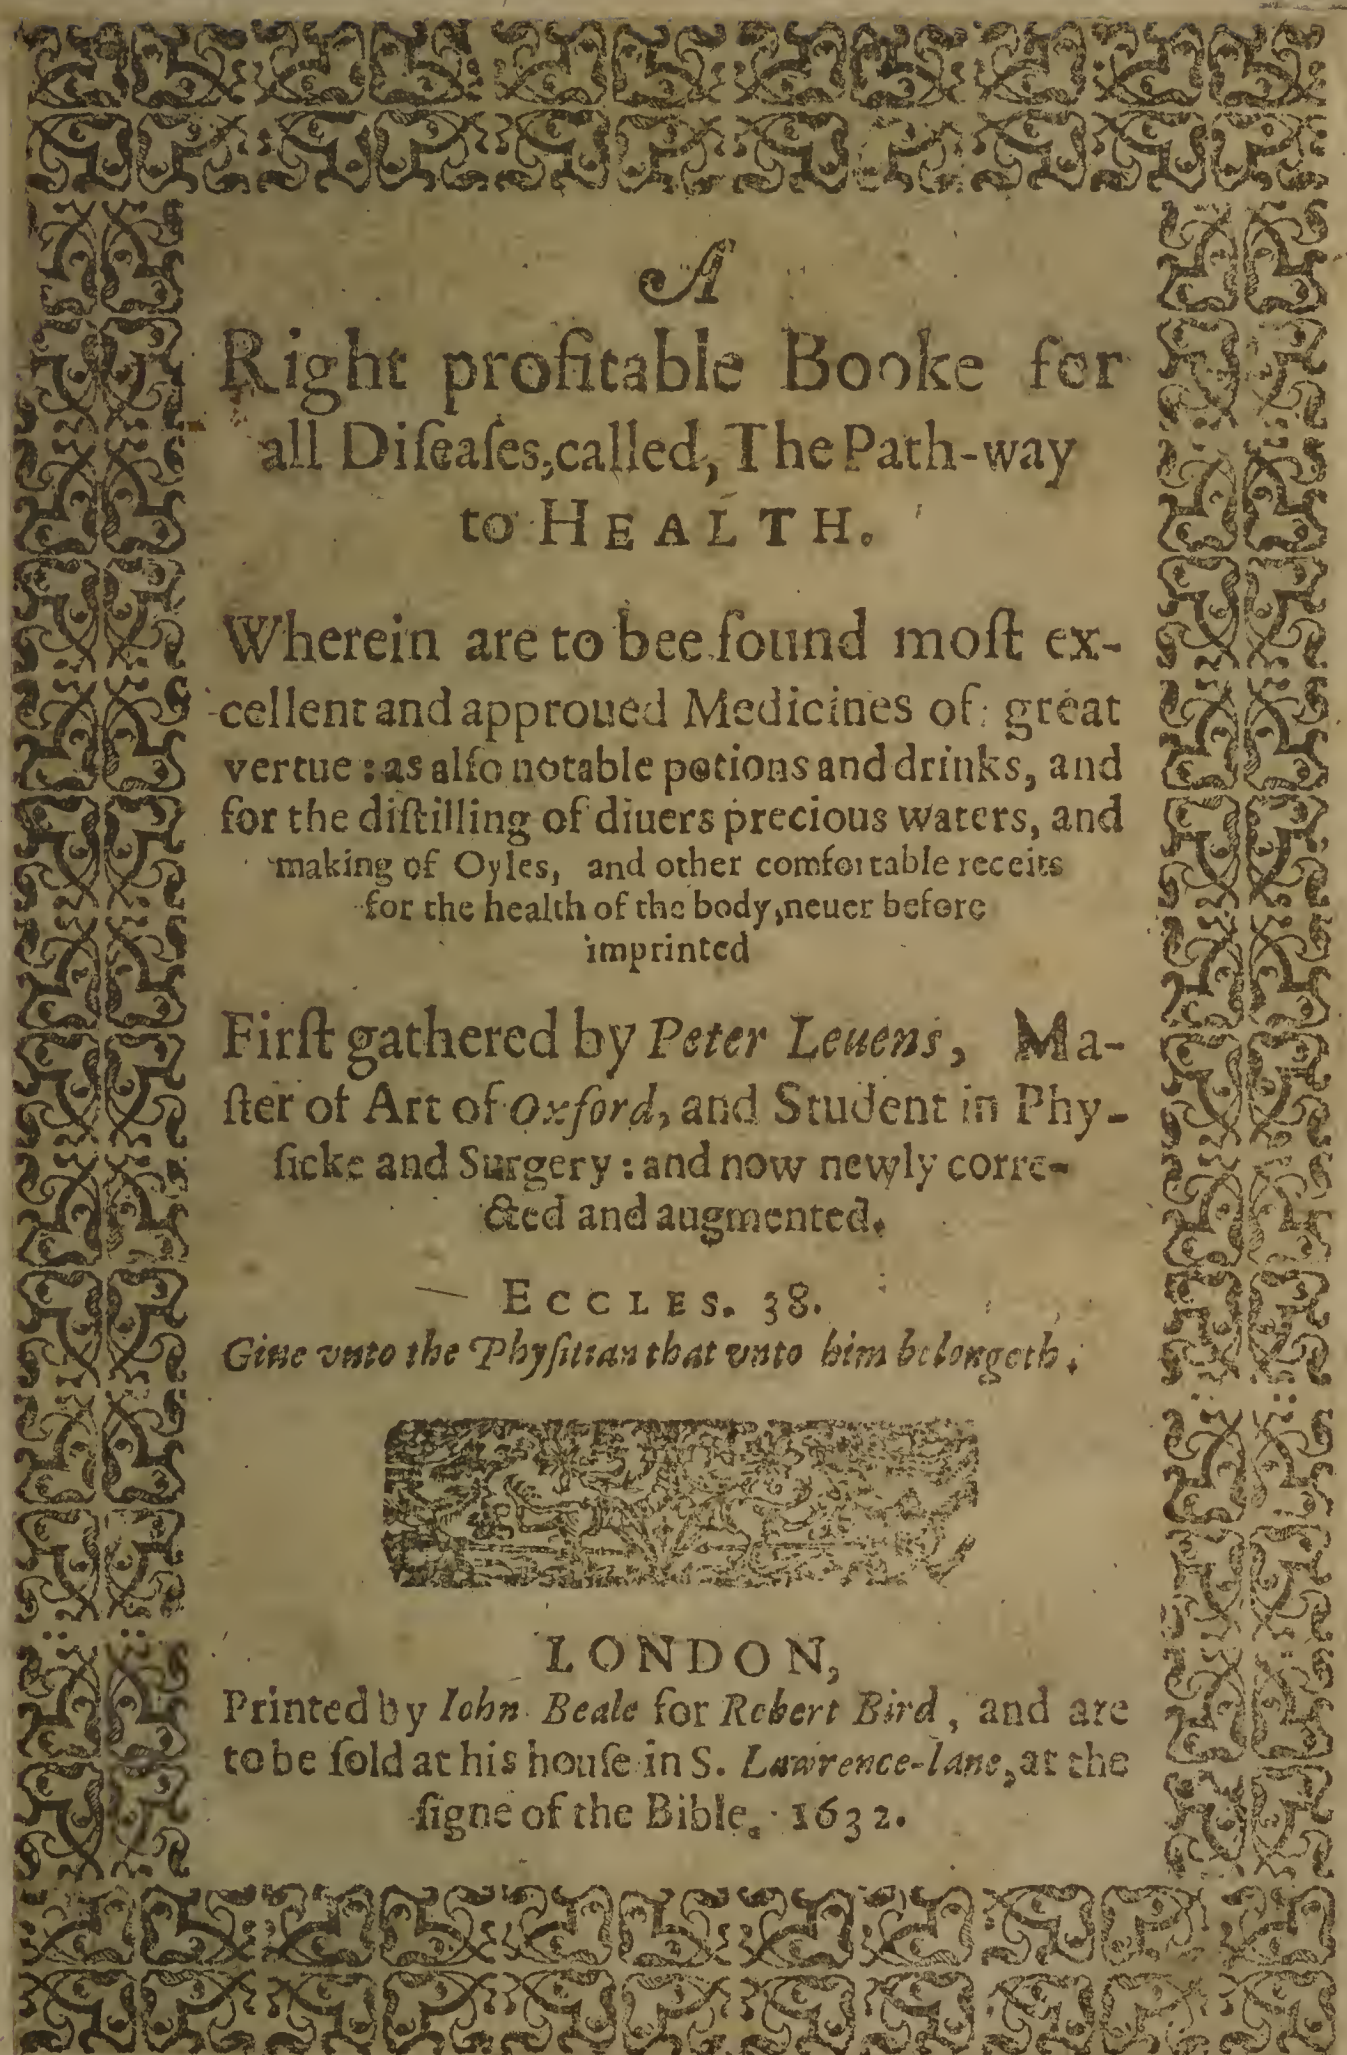 A
Right profitable Booke for
all Diſeaſes, called, The Path-way
to HEALTH.
Wherein are to bee found moſt ex-
cellent and approued Medicines of great
vertue : as alſo notable potions and drinks, and
for the diſtilling of diuers precious waters, and
making of Oyles, and other comfortable receits
for the health of the body, neuer before
imprinted
Firſt gathered by Peter Leuens, Ma-
ſter of Art of Oxford, and Student in Phy-
ſicke and Surgery : and now newly corre-
cted and augmented.
ECCLES. 38.
Giue vnto the Phyſitian that vnto him belongeth.
LONDON,
Printed by Iohn Beale for Robert Bird, and are
to be ſold at his houſe in S. Lawrence-lane, at the
ſigne of the Bible. 1632.